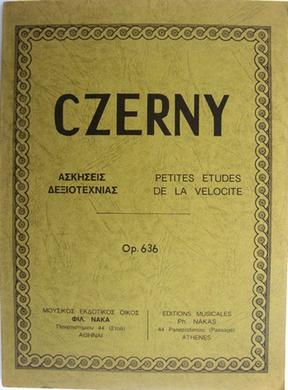 CZERNY
ΑΣΚΗΣΕΙΣ
ΔΕΞΙΟΤΕΧΝΙΑΣ
PETITES ETUDES
DE LA VELOCITE
Op. 636
ΜΟΥΣΙΚΟΣ ΕΚΔΟΤΙΚΟΣ ΟΙΚΟΣ
ΦΙΛ. ΝΑΚΑ
Πανεπιστημίου 44 (Στοά)
ΑΘΗΝΑΙ
EDITIONS MUSICALES
Ph. NAKAS
44 Panepistimiou (Passage)
ATHENES